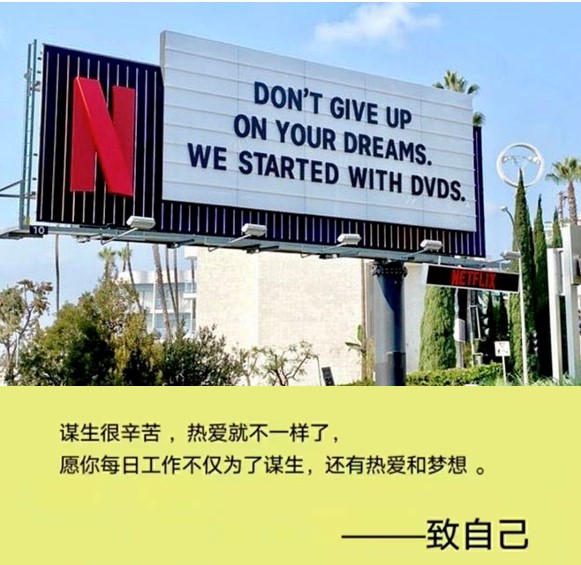 N
DON'T GIVE UP
ON YOUR DREAMS.
WE STARTED WITH DVDS.
10
NETFLIX
谋生很辛苦，热爱就不一样了，
愿你每日工作不仅为了谋生，还有热爱和梦想。
——致自己